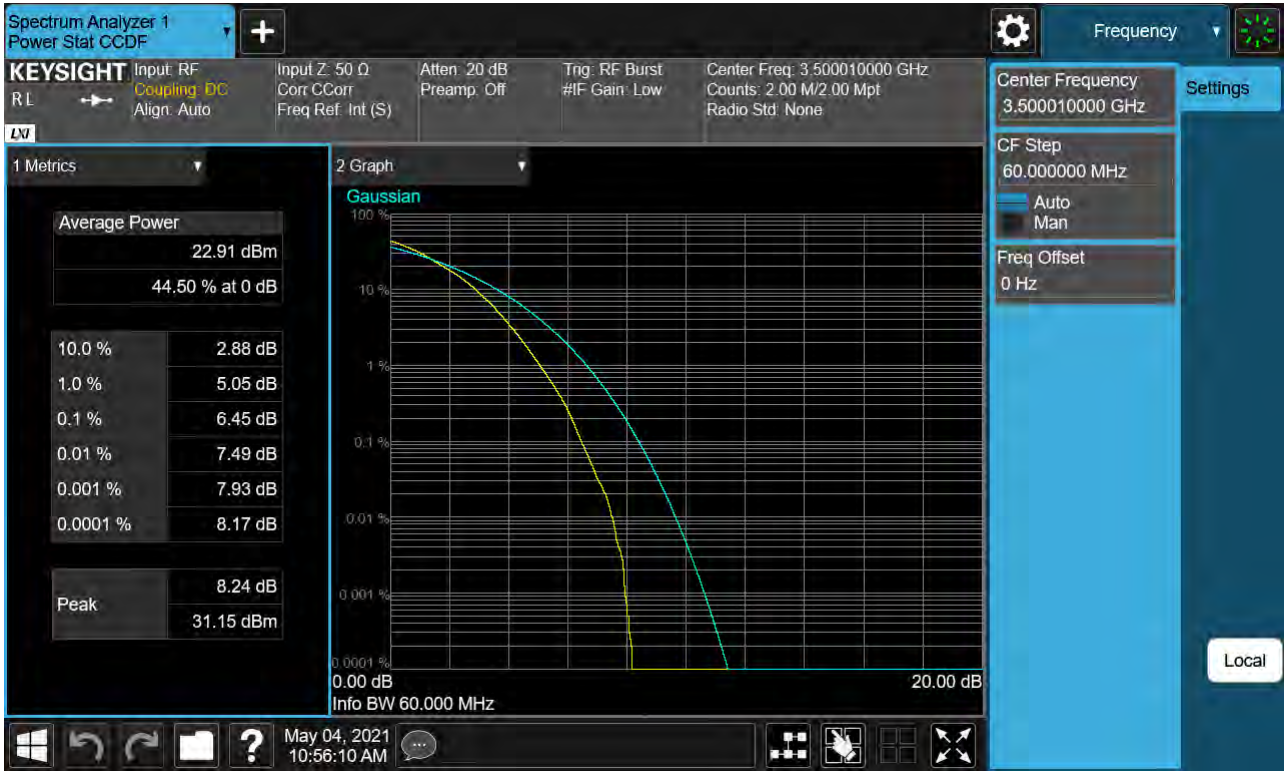 Spectrum Analyzer 1
Power Stat CCDF
Frequency
KEYSIGHT
R L
LXI
Input: RF
Coupling: DC
Align: Auto
Input Z: 50 Ω
Corr CCorr
Freq Ref: Int (S)
Atten: 20 dB
Preamp: Off
Trig: RF Burst
#IF Gain: Low
Center Freq: 3.500010000 GHz
Counts: 2.00 M/2.00 Mpt
Radio Std: None
Center Frequency
3.500010000 GHz
Settings
CF Step
60.000000 MHz
Auto
Man
Freq Offset
0 Hz
1 Metrics
Average Power
22.91 dBm
44.50 % at 0 dB
10.0 % 2.88 dB
1.0 % 5.05 dB
0.1 % 6.45 dB
0.01 % 7.49 dB
0.001 % 7.93 dB
0.0001 % 8.17 dB
Peak
8.24 dB
31.15 dBm
2 Graph
Gaussian
100 %
10 %
1 %
0.1 %
0.01 %
0.001 %
0.0001 %
0.00 dB
20.00 dB
Info BW 60.000 MHz
Local
?
May 04, 2021
10:56:10 AM